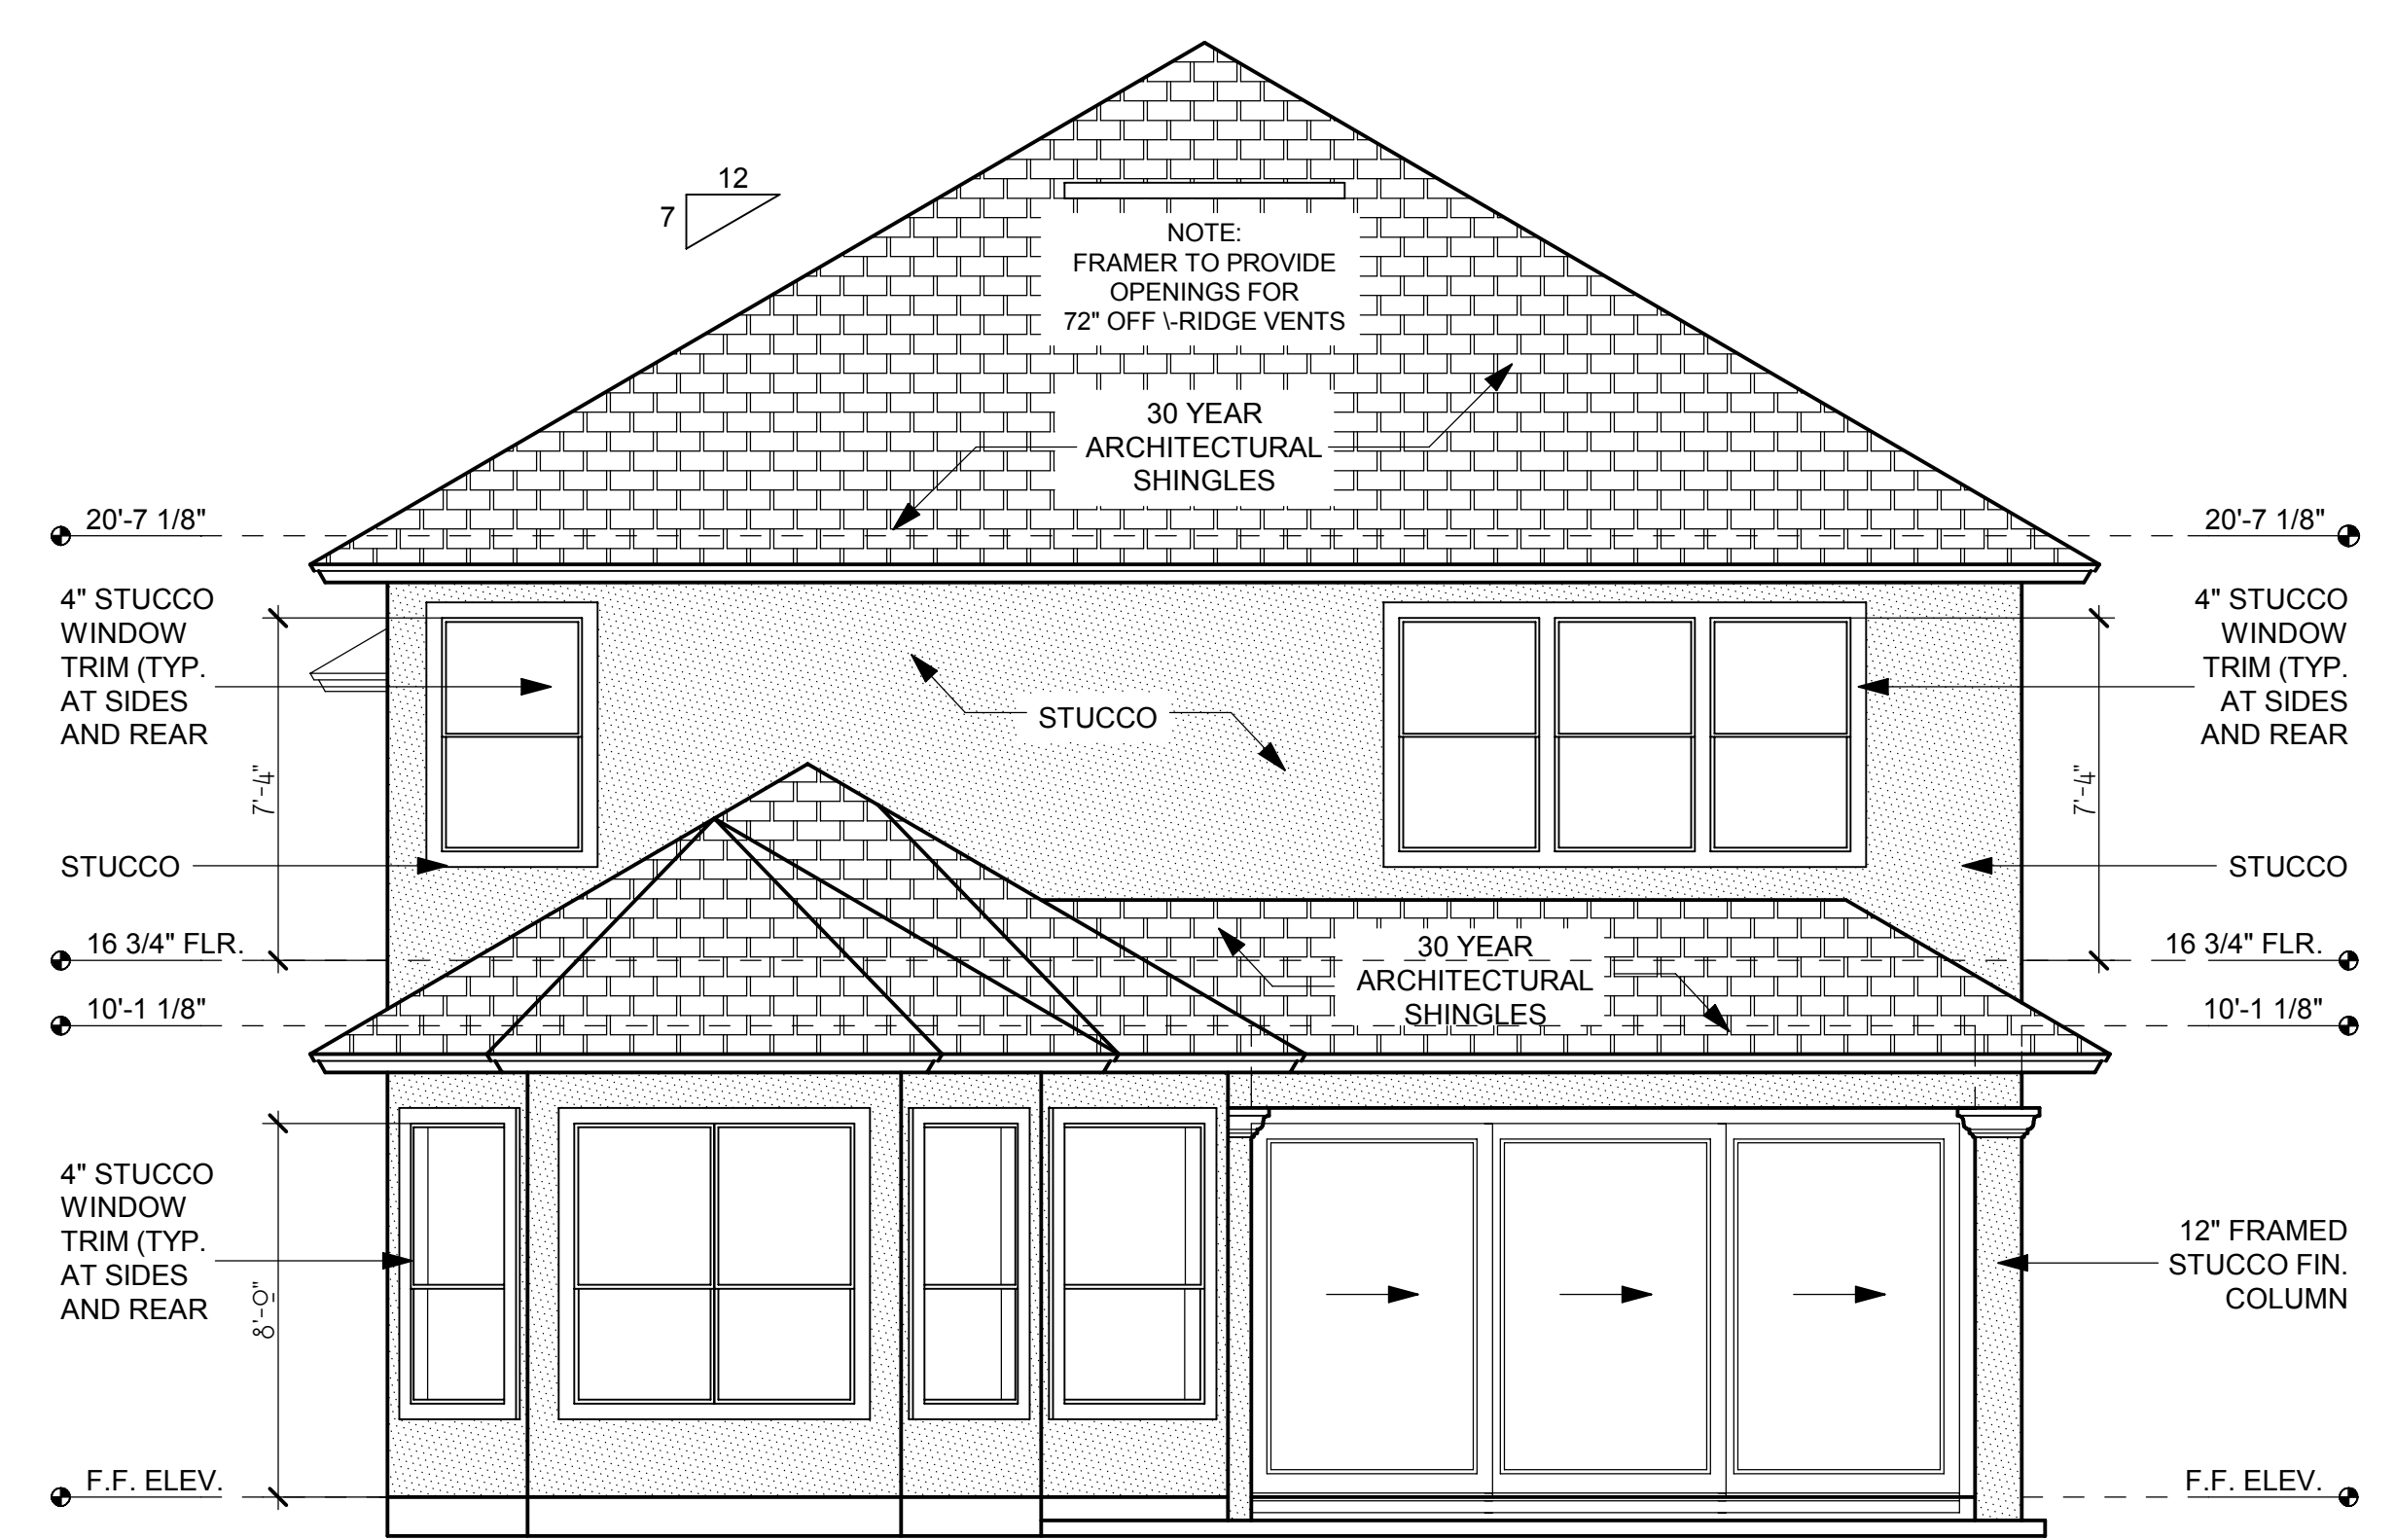 12
7
NOTE:
FRAMER TO PROVIDE
OPENINGS FOR
72" OFF \-RIDGE VENTS
30 YEAR
ARCHITECTURAL
SHINGLES
20'-7 1/8"
20'-7 1/8"
4" STUCCO
WINDOW
TRIM (TYP.
AT SIDES
AND REAR
4" STUCCO
WINDOW
TRIM (TYP.
AT SIDES
AND REAR
STUCCO
7'-4"
7'-4"
STUCCO
STUCCO
16 3/4" FLR.
16 3/4" FLR.
30 YEAR
ARCHITECTURAL
SHINGLES
10'-1 1/8"
10'-1 1/8"
4" STUCCO
WINDOW
TRIM (TYP.
AT SIDES
AND REAR
8'-0"
12" FRAMED
STUCCO FIN.
COLUMN
F.F. ELEV.
F.F. ELEV.